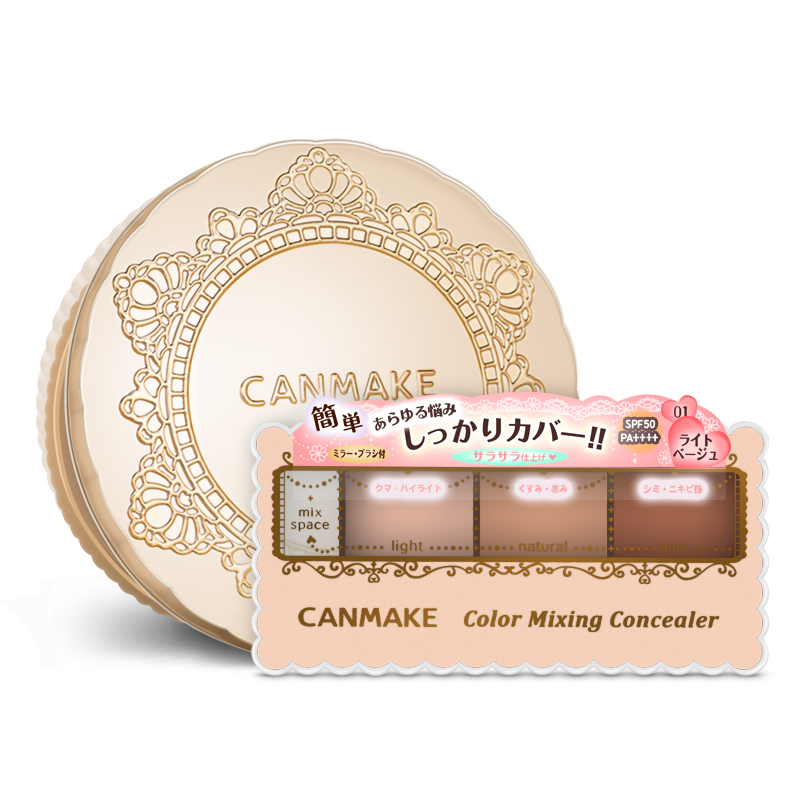 CANMAKE
簡単
あらゆる悩み
しっかりカバー!!
サラサラ仕上げ♥
ミラー・ブラシ付
SPF50
PA++++
01
ライト
ベージュ
クマ・ハイライト
くすみ・赤み
シミ・ニキビ跡
mix
space
light
natural
CANMAKE Color Mixing Concealer